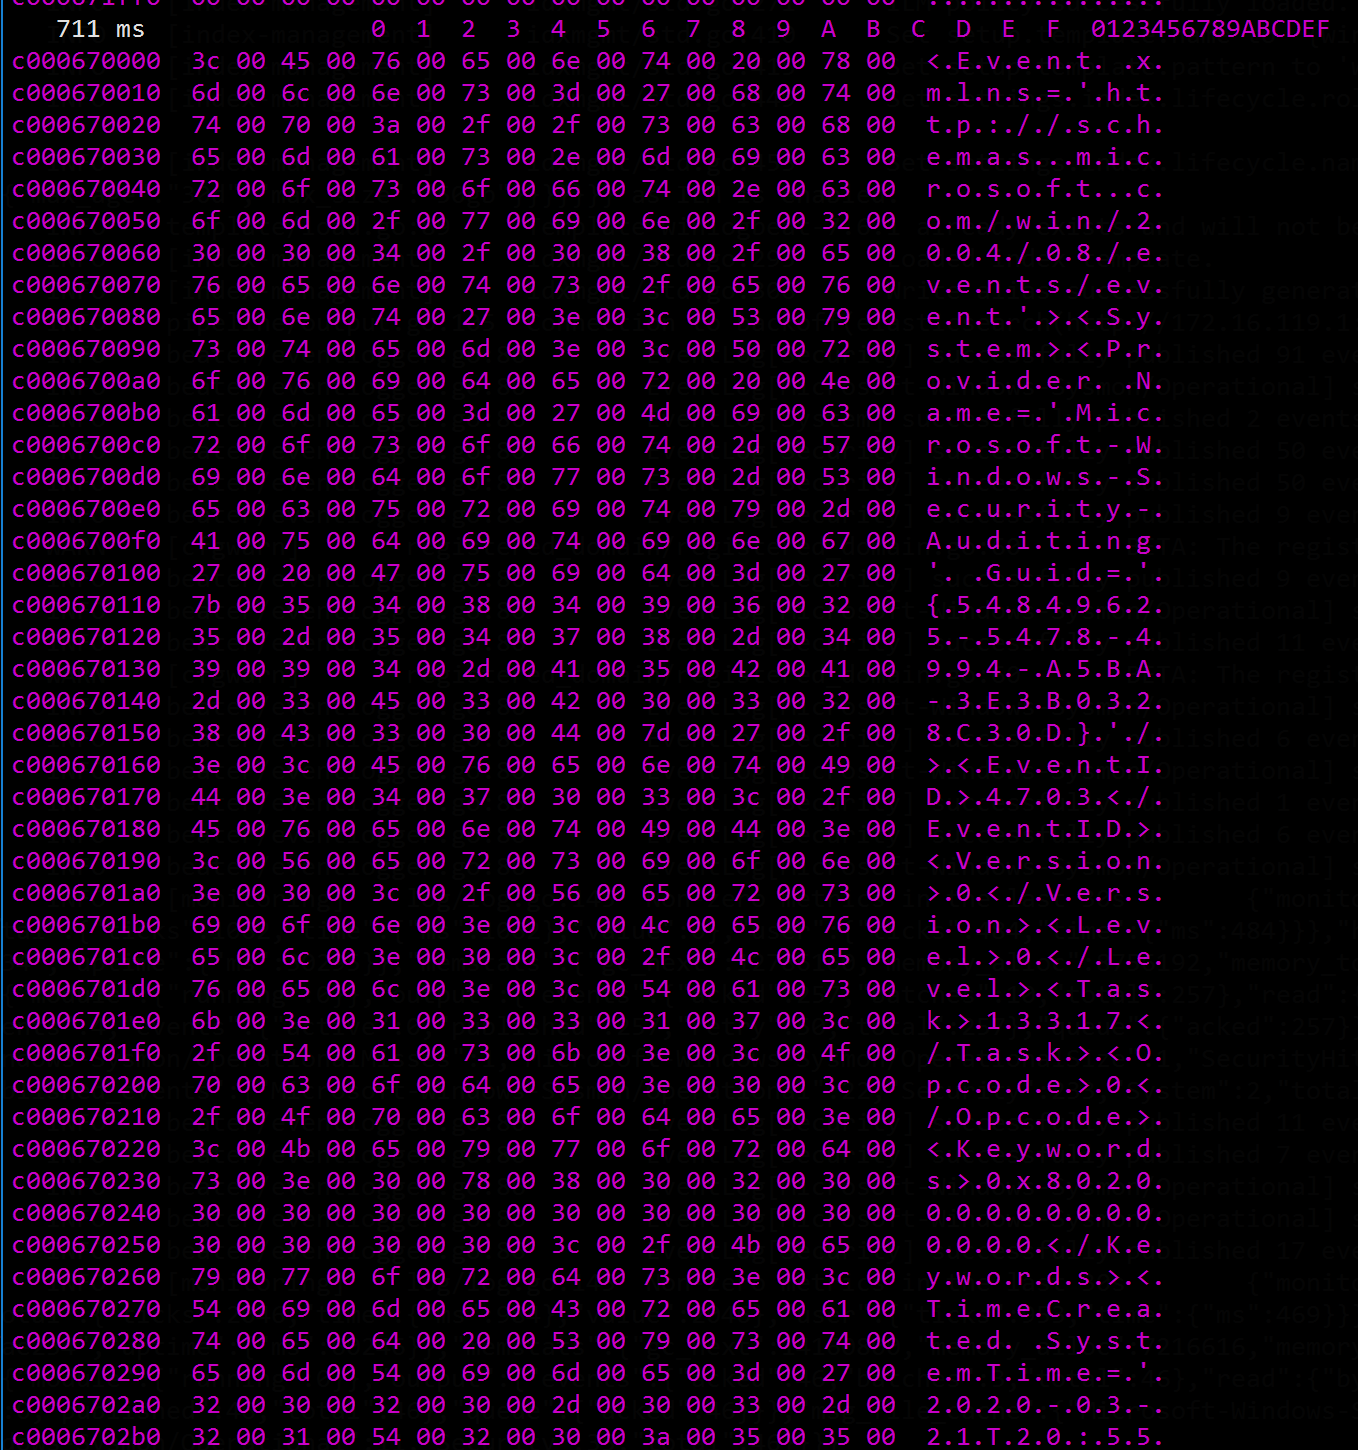 711 ms 0 1 2 3 4 5 6 7 8 9 A B C D E F 0123456789ABCDEF
c000670000 3c 00 45 00 76 00 65 00 6e 00 74 00 20 00 78 00 <.E.v.e.n.t. .x.
c000670010 6d 00 6c 00 6e 00 73 00 3d 00 27 00 68 00 74 00 m.l.n.s.=.'.h.t.
c000670020 74 00 70 00 3a 00 2f 00 2f 00 73 00 63 00 68 00 t.p.:././.s.c.h.
c000670030 65 00 6d 00 61 00 73 00 2e 00 6d 00 69 00 63 00 e.m.a.s...m.i.c.
c000670040 72 00 6f 00 73 00 6f 00 66 00 74 00 2e 00 63 00 r.o.s.o.f.t...c.
c000670050 6f 00 6d 00 2f 00 77 00 69 00 6e 00 2f 00 32 00 o.m./.w.i.n./.2.
c000670060 30 00 30 00 34 00 2f 00 30 00 38 00 2f 00 65 00 0.0.4./.0.8./.e.
c000670070 76 00 65 00 6e 00 74 00 73 00 2f 00 65 00 76 00 v.e.n.t.s./.e.v.
c000670080 65 00 6e 00 74 00 27 00 3e 00 3c 00 53 00 79 00 e.n.t.'.>.<.S.y.
c000670090 73 00 74 00 65 00 6d 00 3e 00 3c 00 50 00 72 00 s.t.e.m.>.<.P.r.
c0006700a0 6f 00 76 00 69 00 64 00 65 00 72 00 20 00 4e 00 o.v.i.d.e.r. .N.
c0006700b0 61 00 6d 00 65 00 3d 00 27 00 4d 00 69 00 63 00 a.m.e.=.'.M.i.c.
c0006700c0 72 00 6f 00 73 00 6f 00 66 00 74 00 2d 00 57 00 r.o.s.o.f.t.-.W.
c0006700d0 69 00 6e 00 64 00 6f 00 77 00 73 00 2d 00 53 00 i.n.d.o.w.s.-.S.
c0006700e0 65 00 63 00 75 00 72 00 69 00 74 00 79 00 2d 00 e.c.u.r.i.t.y.-.
c0006700f0 41 00 75 00 64 00 69 00 74 00 69 00 6e 00 67 00 A.u.d.i.t.i.n.g.
c000670100 27 00 20 00 47 00 75 00 69 00 64 00 3d 00 27 00 '. .G.u.i.d.=.'.
c000670110 7b 00 35 00 34 00 38 00 34 00 39 00 36 00 32 00 {.5.4.8.4.9.6.2.
c000670120 35 00 2d 00 35 00 34 00 37 00 38 00 2d 00 34 00 5.-.5.4.7.8.-.4.
c000670130 39 00 39 00 34 00 2d 00 41 00 35 00 42 00 41 00 9.9.4.-.A.5.B.A.
c000670140 2d 00 33 00 45 00 33 00 42 00 30 00 33 00 32 00 -.3.E.3.B.0.3.2.
c000670150 38 00 43 00 33 00 30 00 44 00 7d 00 27 00 2f 00 8.C.3.0.D.}.'./.
c000670160 3e 00 3c 00 45 00 76 00 65 00 6e 00 74 00 49 00 >.<.E.v.e.n.t.I.
c000670170 44 00 3e 00 34 00 37 00 30 00 33 00 3c 00 2f 00 D.>.4.7.0.3.<./.
c000670180 45 00 76 00 65 00 6e 00 74 00 49 00 44 00 3e 00 E.v.e.n.t.I.D.>.
c000670190 3c 00 56 00 65 00 72 00 73 00 69 00 6f 00 6e 00 <.V.e.r.s.i.o.n.
c0006701a0 3e 00 30 00 3c 00 2f 00 56 00 65 00 72 00 73 00 >.0.<./.V.e.r.s.
c0006701b0 69 00 6f 00 6e 00 3e 00 3c 00 4c 00 65 00 76 00 i.o.n.>.<.L.e.v.
c0006701c0 65 00 6c 00 3e 00 30 00 3c 00 2f 00 4c 00 65 00 e.l.>.0.<./.L.e.
c0006701d0 76 00 65 00 6c 00 3e 00 3c 00 54 00 61 00 73 00 v.e.l.>.<.T.a.s.
c0006701e0 6b 00 3e 00 31 00 33 00 33 00 31 00 37 00 3c 00 k.>.1.3.3.1.7.<.
c0006701f0 2f 00 54 00 61 00 73 00 6b 00 3e 00 3c 00 4f 00 /.T.a.s.k.>.<.O.
c000670200 70 00 63 00 6f 00 64 00 65 00 3e 00 30 00 3c 00 p.c.o.d.e.>.0.<.
c000670210 2f 00 4f 00 70 00 63 00 6f 00 64 00 65 00 3e 00 /.O.p.c.o.d.e.>.
c000670220 3c 00 4b 00 65 00 79 00 77 00 6f 00 72 00 64 00 <.K.e.y.w.o.r.d.
c000670230 73 00 3e 00 30 00 78 00 38 00 30 00 32 00 30 00 s.>.0.x.8.0.2.0.
c000670240 30 00 30 00 30 00 30 00 30 00 30 00 30 00 30 00 0.0.0.0.0.0.0.0.
c000670250 30 00 30 00 30 00 30 00 3c 00 2f 00 4b 00 65 00 0.0.0.0.<./.K.e.
c000670260 79 00 77 00 6f 00 72 00 64 00 73 00 3e 00 3c 00 y.w.o.r.d.s.>.<.
c000670270 54 00 69 00 6d 00 65 00 43 00 72 00 65 00 61 00 T.i.m.e.C.r.e.a.
c000670280 74 00 65 00 64 00 20 00 53 00 79 00 73 00 74 00 t.e.d. .S.y.s.t.
c000670290 65 00 6d 00 54 00 69 00 6d 00 65 00 3d 00 27 00 e.m.T.i.m.e.=.'.
c0006702a0 32 00 30 00 32 00 30 00 2d 00 30 00 33 00 2d 00 2.0.2.0.-.0.3.-.
c0006702b0 32 00 31 00 54 00 32 00 30 00 3a 00 35 00 35 00 2.1.T.2.0.:.5.5.